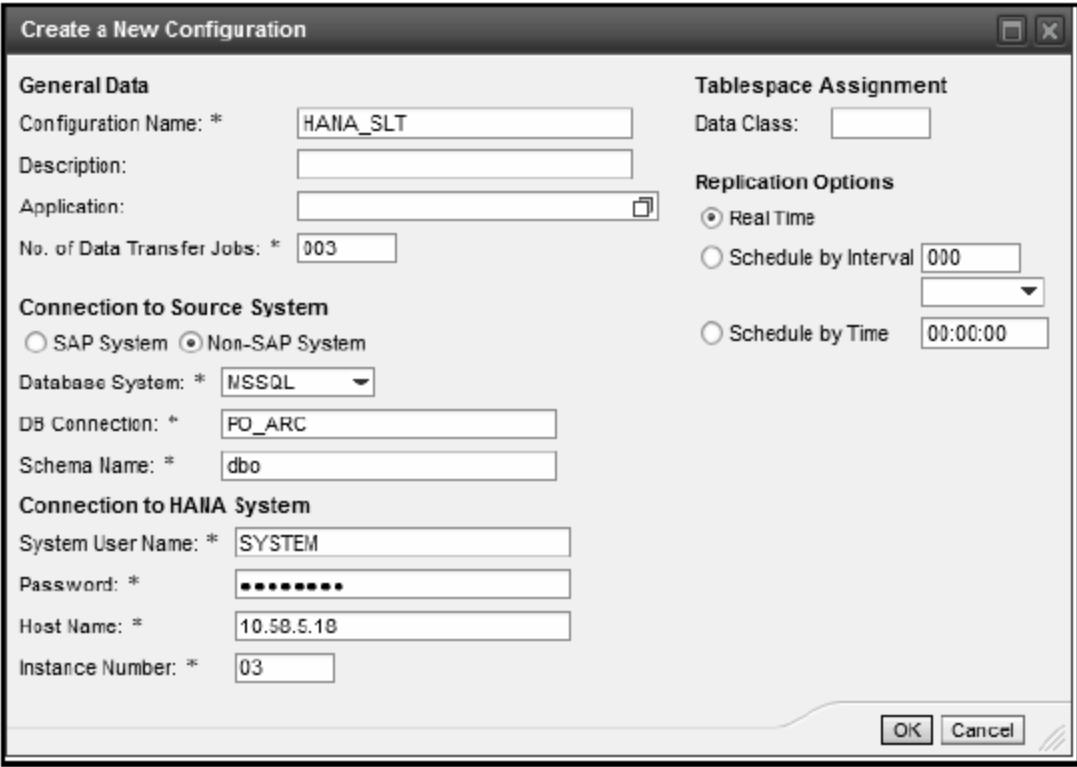 Create a New Configuration
General Data
Configuration Name: * HANA_SLT
Description:
Application:
No. of Data Transfer Jobs: * 003
Connection to Source System
SAP System Non-SAP System
Database System: * MSSQL
DB Connection: * PO_ARC
Schema Name: * dbo
Connection to HANA System
System User Name: * SYSTEM
Password: * ●●●●●●●●
Host Name: * 10.58.5.18
Instance Number: * 03
Tablespace Assignment
Data Class:
Replication Options
Real Time
Schedule by Interval 000
Schedule by Time 00:00:00
OK Cancel